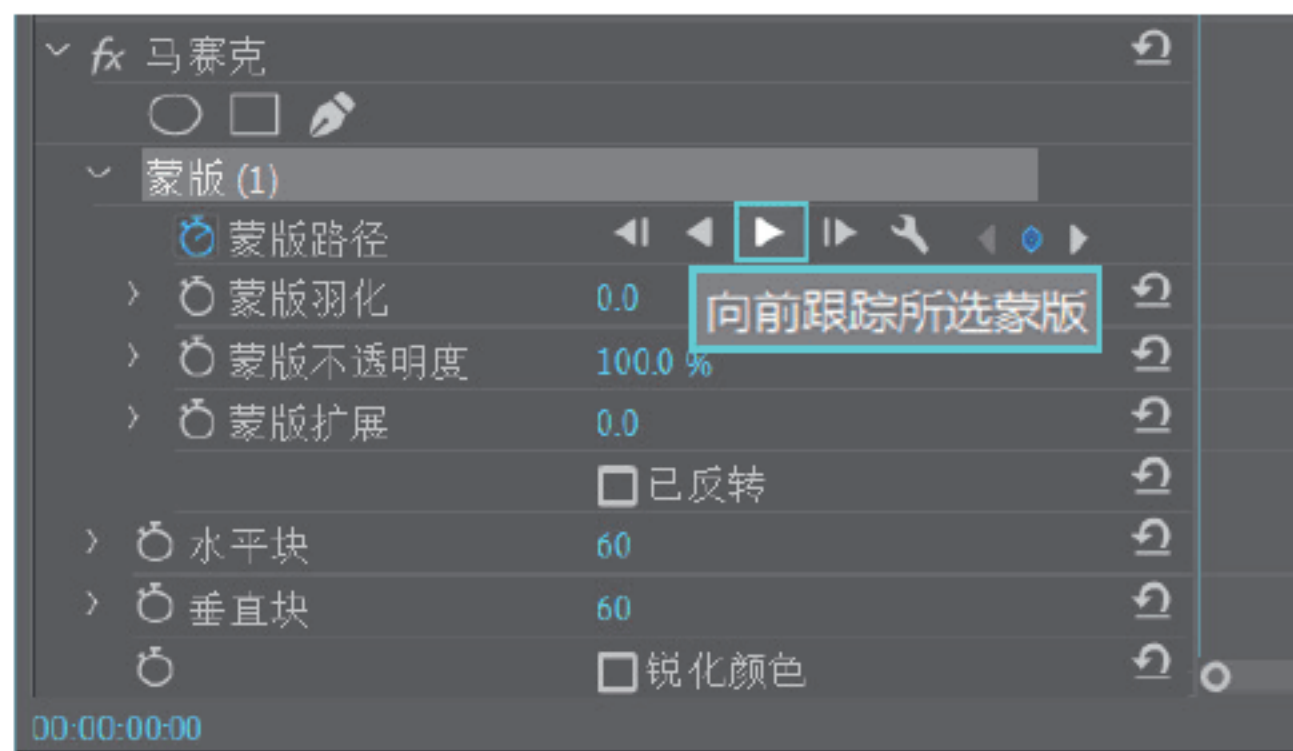 fx 马赛克
蒙版 (1)
蒙版路径
蒙版羽化 0.0
向前跟踪所选蒙版
蒙版不透明度 100.0 %
蒙版扩展 0.0
已反转
水平块 60
垂直块 60
锐化颜色
00:00:00:00